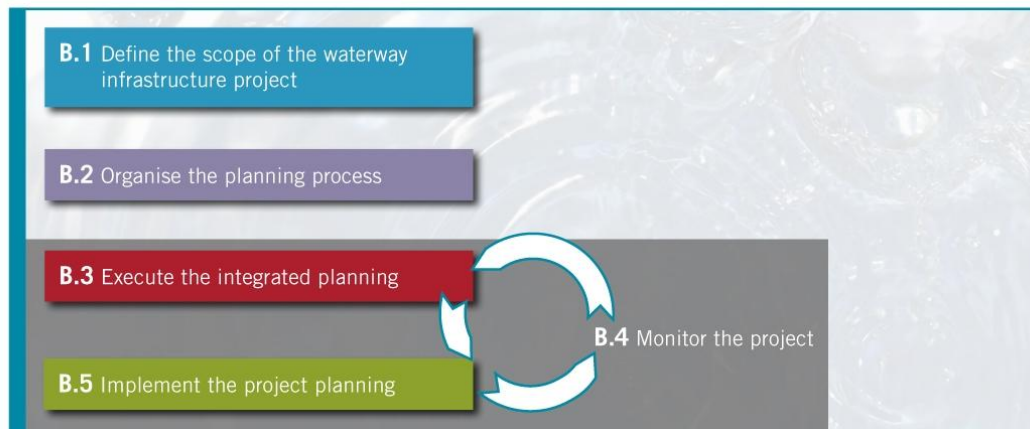 B.1 Define the scope of the waterway
infrastructure project
B.2 Organise the planning process
B.3 Execute the integrated planning
B.4 Monitor the project
B.5 Implement the project planning